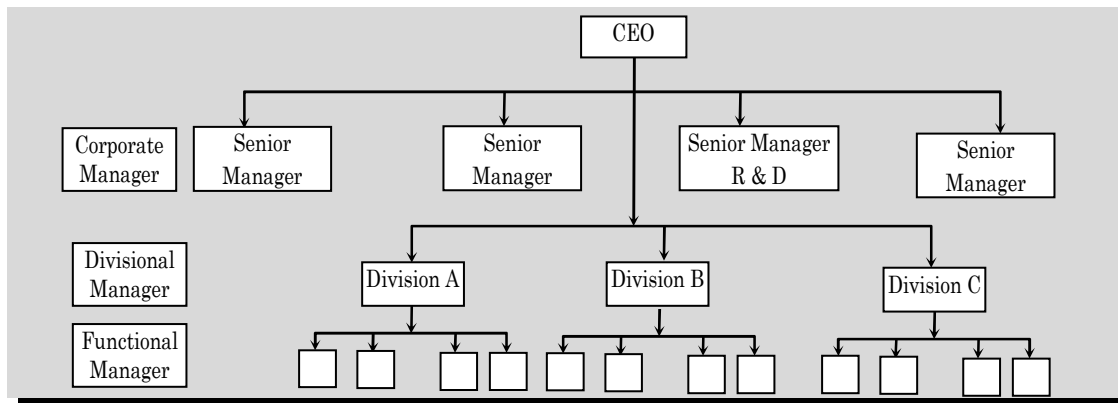 CEO
Corporate
Manager
Senior
Manager
Senior
Manager
Senior Manager
R & D
Senior
Manager
Divisional
Manager
Division A
Division B
Division C
Functional
Manager